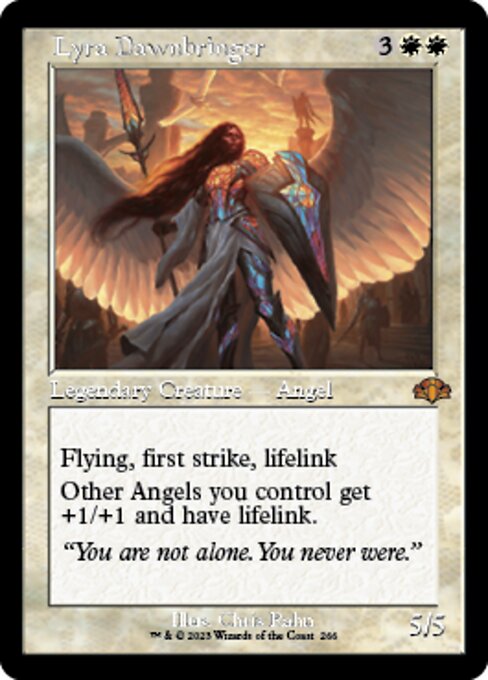 Lyra Dawnbringer 3
Legendary Creature — Angel
Flying, first strike, lifelink
Other Angels you control get
+1/+1 and have lifelink.
“You are not alone. You never were.”
Illus. Chris Rahn
™ & © 2023 Wizards of the Coast 266
5/5